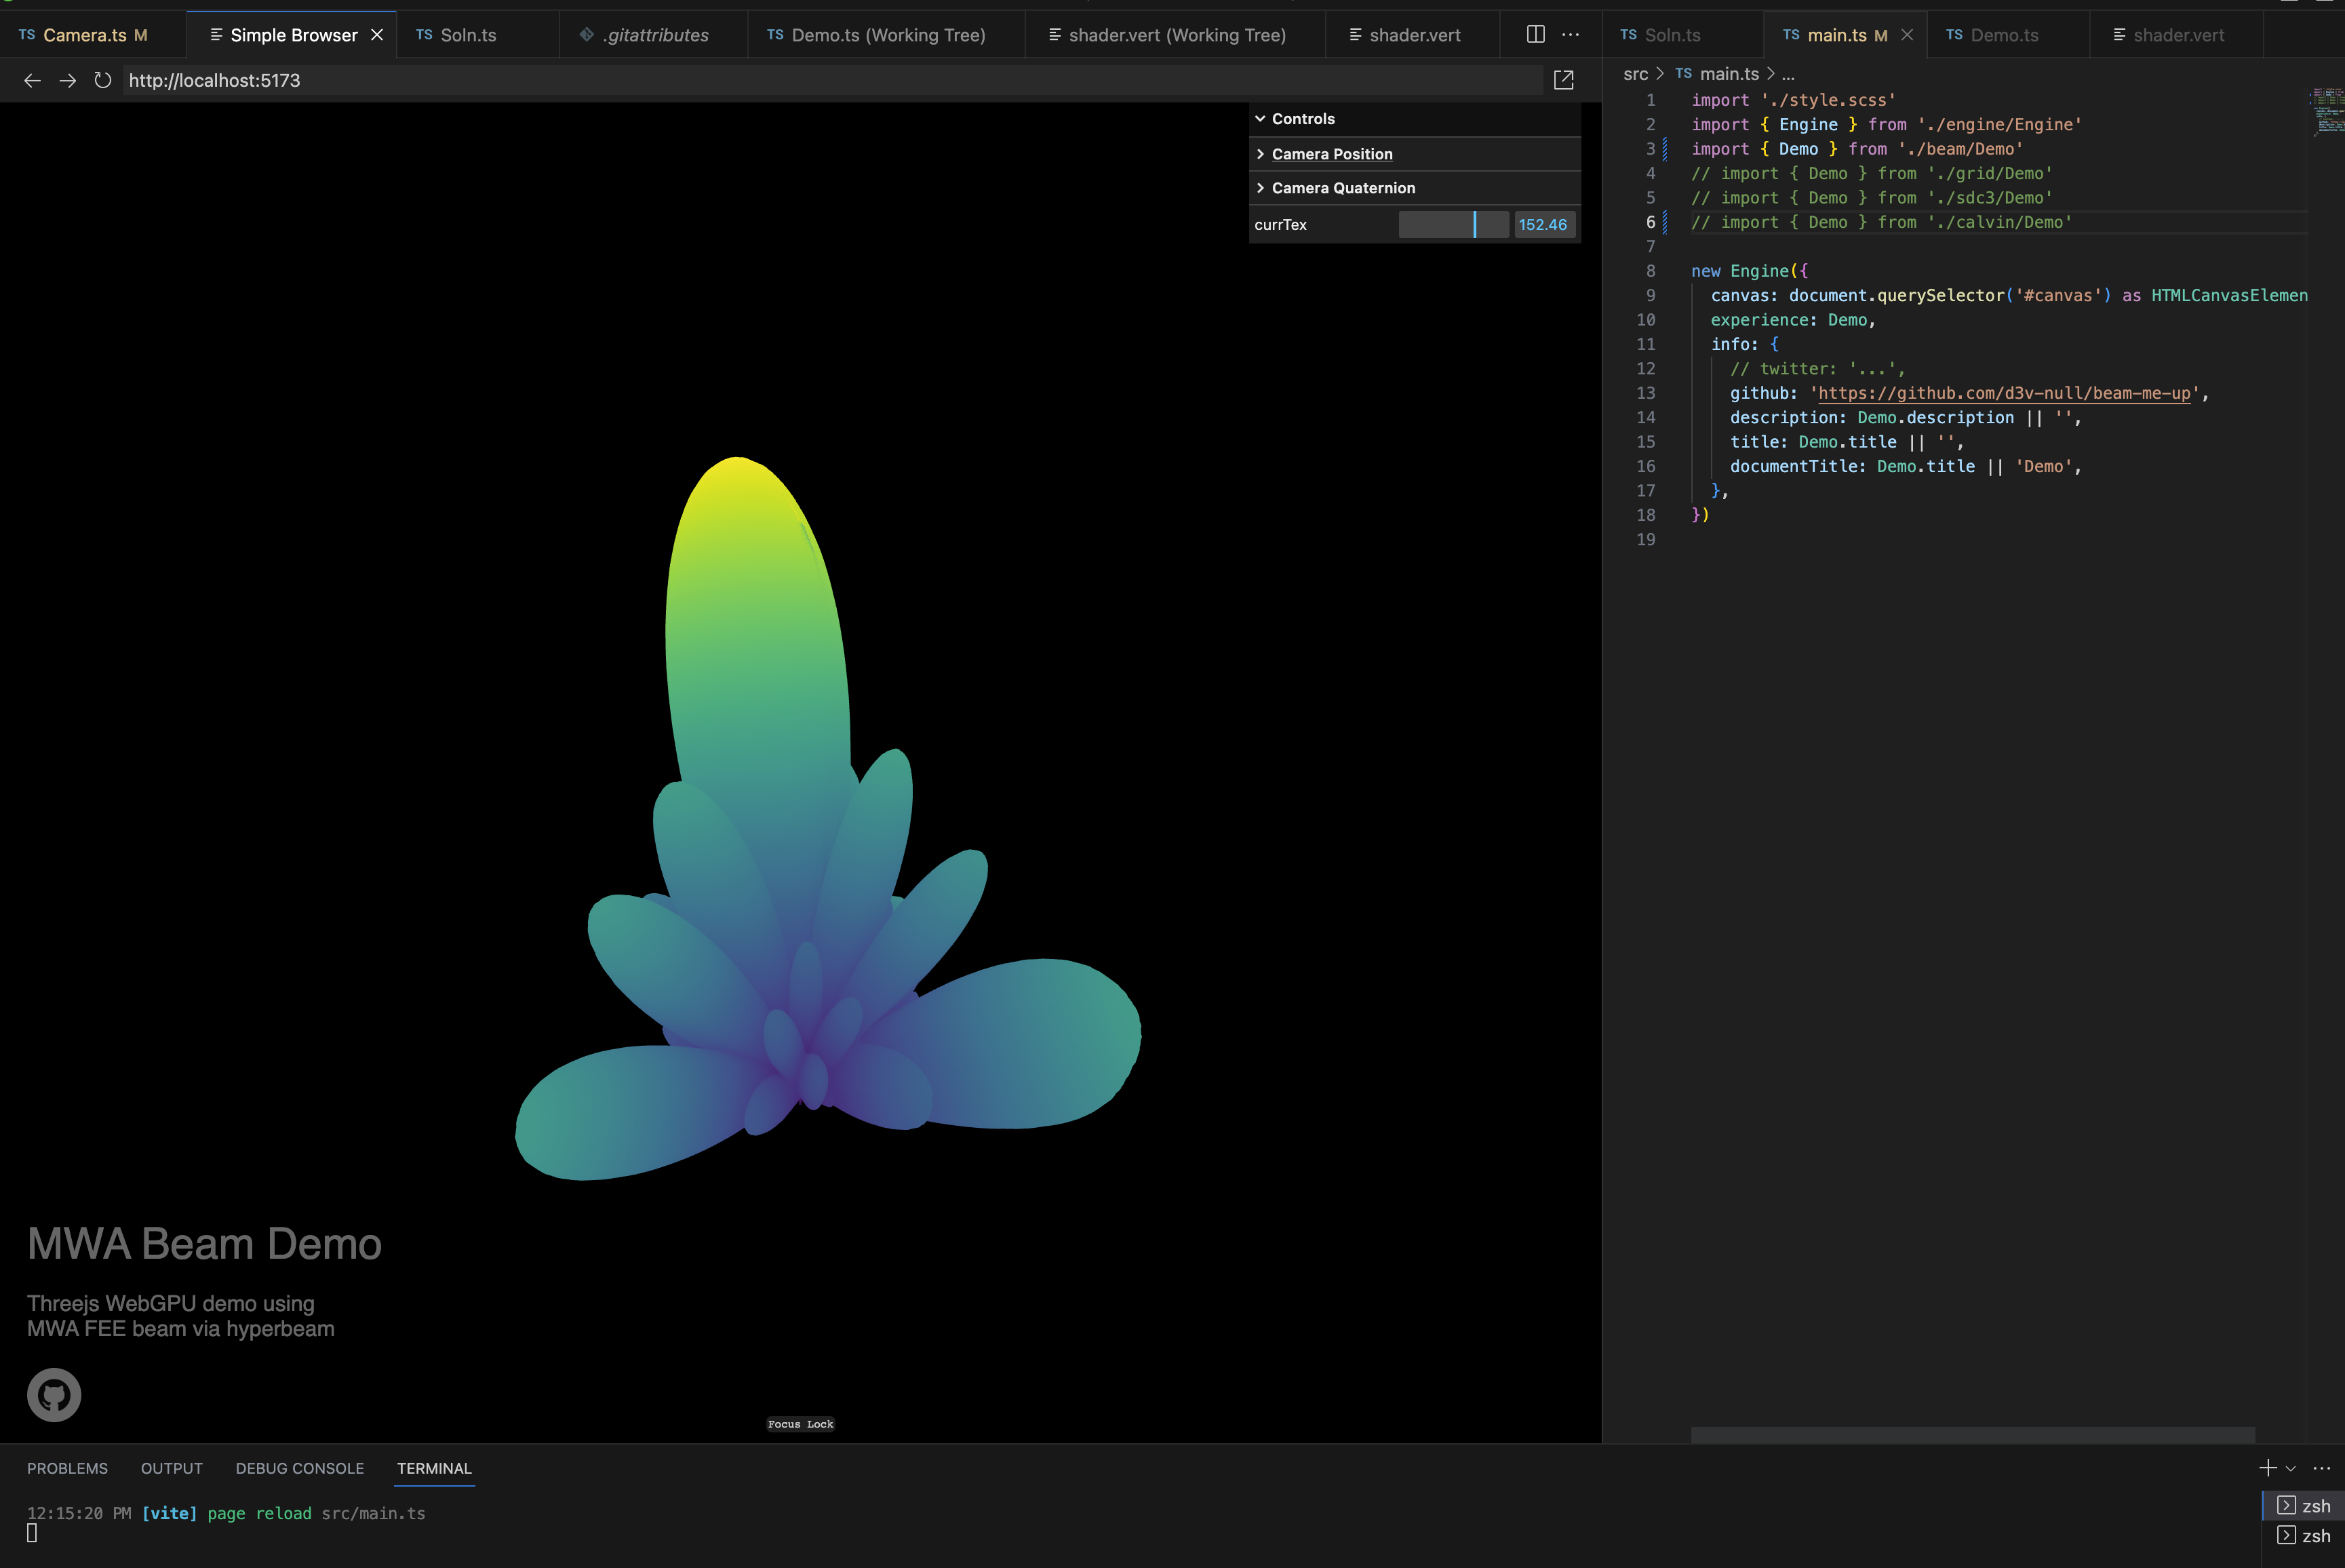 TS Camera.ts M
Simple Browser
TS Soln.ts
.gitattributes
TS Demo.ts (Working Tree)
shader.vert (Working Tree)
shader.vert
http://localhost:5173
Controls
Camera Position
Camera Quaternion
currTex 152.46
MWA Beam Demo
Threejs WebGPU demo using
MWA FEE beam via hyperbeam
Focus Lock
TS Soln.ts
TS main.ts M
TS Demo.ts
shader.vert
src > TS main.ts > ...
1 import './style.scss'
2 import { Engine } from './engine/Engine'
3 import { Demo } from './beam/Demo'
4 // import { Demo } from './grid/Demo'
5 // import { Demo } from './sdc3/Demo'
6 // import { Demo } from './calvin/Demo'
7
8 new Engine({
9 canvas: document.querySelector('#canvas') as HTMLCanvasElemen
10 experience: Demo,
11 info: {
12 // twitter: '...',
13 github: 'https://github.com/d3v-null/beam-me-up',
14 description: Demo.description || '',
15 title: Demo.title || '',
16 documentTitle: Demo.title || 'Demo',
17 },
18 })
19
PROBLEMS
OUTPUT
DEBUG CONSOLE
TERMINAL
12:15:20 PM [vite] page reload src/main.ts
zsh
zsh